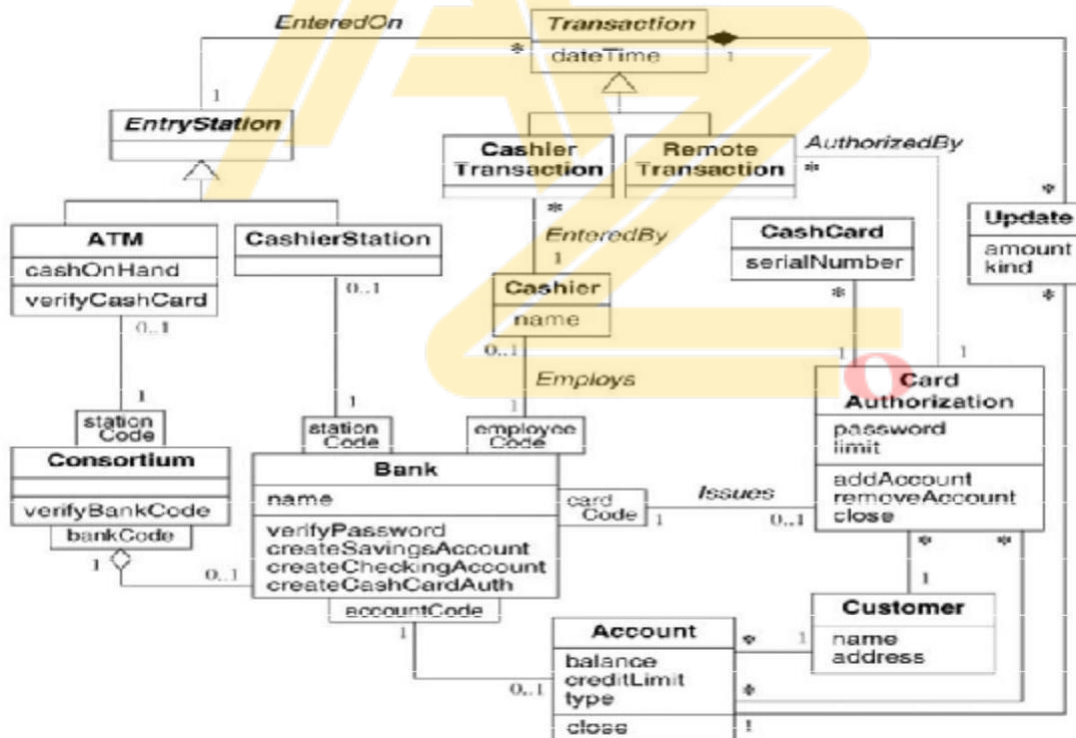 EnteredOn
Transaction
dateTime
*
1
1
EntryStation
Cashier
Transaction
Remote
Transaction
AuthorizedBy
*
*
*
ATM
cashOnHand
verifyCashCard
CashierStation
EnteredBy
CashCard
serialNumber
Update
amount
kind
0..1
0..1
1
*
*
Cashier
name
0..1
Employs
1
1
Card
Authorization
password
limit
addAccount
removeAccount
close
1
1
1
station
Code
station
Code
employee
Code
Consortium
verifyBankCode
bankCode
Bank
name
verifyPassword
createSavingsAccount
createCheckingAccount
createCashCardAuth
accountCode
card
Code
Issues
1
0..1
*
*
1
0..1
1
1
Customer
name
address
Account
balance
creditLimit
type
close
*
1
*
0..1
1